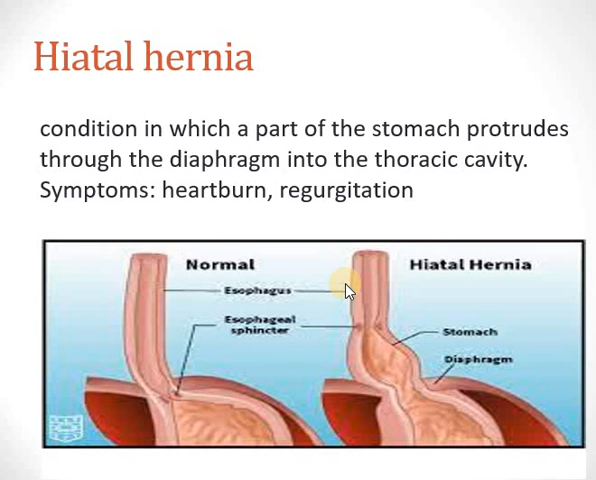 Hiatal hernia
condition in which a part of the stomach protrudes
through the diaphragm into the thoracic cavity.
Symptoms: heartburn, regurgitation
Normal
Hiatal Hernia
Esophagus
Esophageal
sphincter
Stomach
Diaphragm